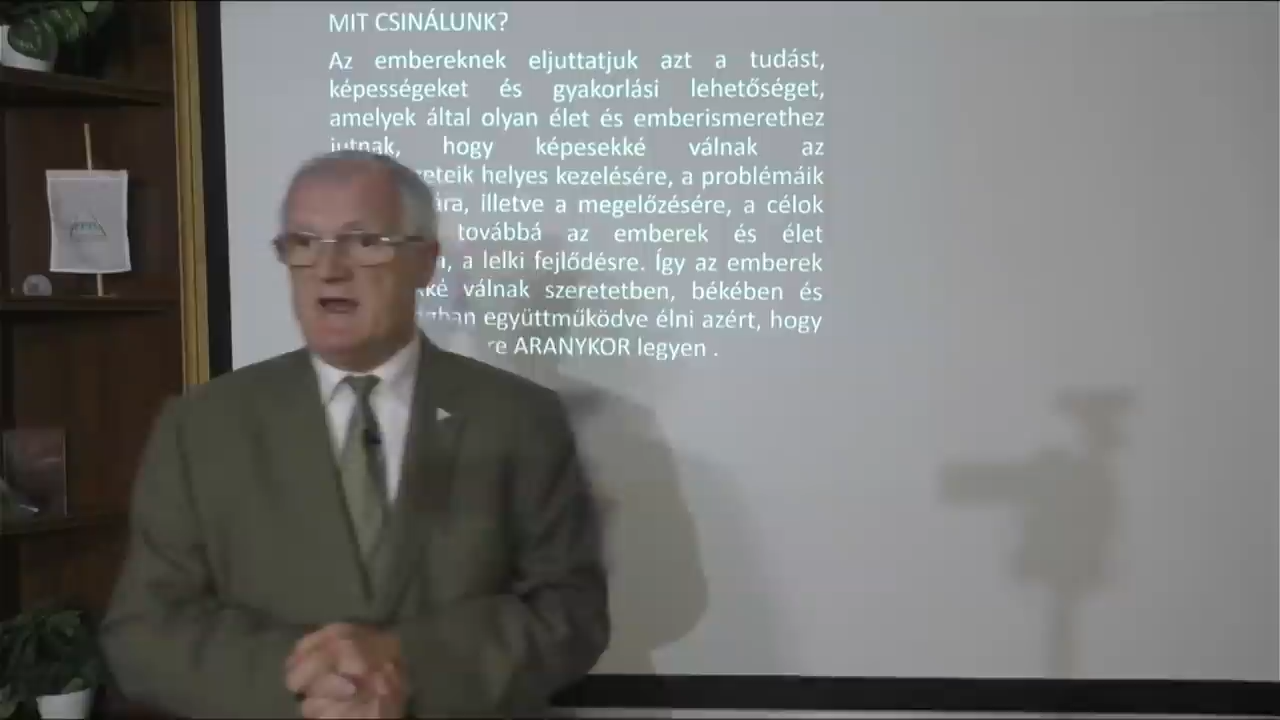 MIT CSINÁLUNK?
Az embereknek eljuttatjuk azt a tudást,
képességeket és gyakorlási lehetőséget,
amelyek által olyan élet és emberismerethez
jutnak, hogy képesekké válnak az
helyes kezelésére, a problémáik
illetve a megelőzésére, a célok
továbbá az emberek és élet
a lelki fejlődésre. Így az emberek
válnak szeretetben, békében és
együttműködve élni azért, hogy
ARANYKOR legyen .